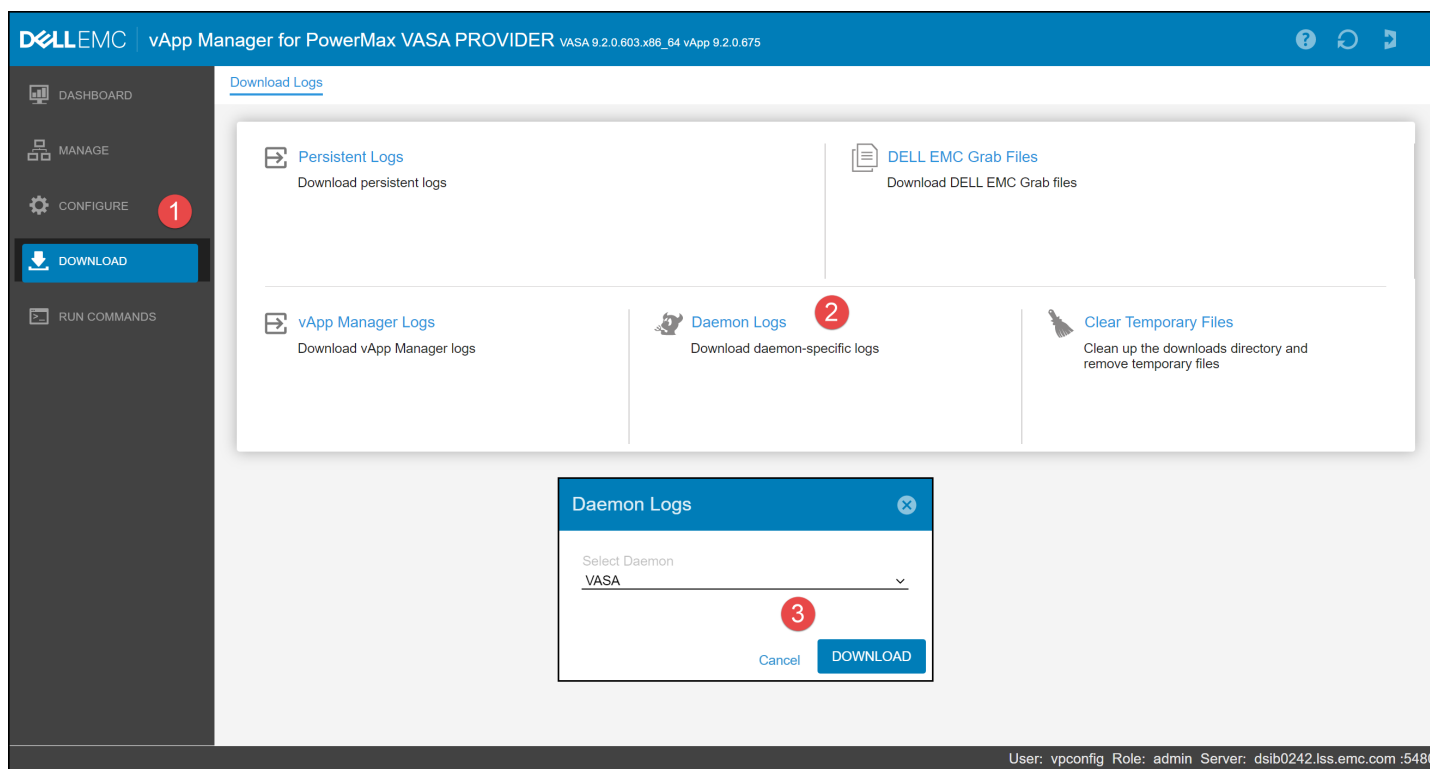 DELLEMC vApp Manager for PowerMax VASA PROVIDER VASA 9.2.0.603.x86_64 vApp 9.2.0.675
DASHBOARD
MANAGE
CONFIGURE
1
DOWNLOAD
RUN COMMANDS
Download Logs
Persistent Logs
Download persistent logs
DELL EMC Grab Files
Download DELL EMC Grab files
vApp Manager Logs
Download vApp Manager logs
Daemon Logs
2
Download daemon-specific logs
Clear Temporary Files
Clean up the downloads directory and
remove temporary files
Daemon Logs
Select Daemon
VASA
3
Cancel
DOWNLOAD
User: vpconfig Role: admin Server: dsib0242.lss.emc.com :5480